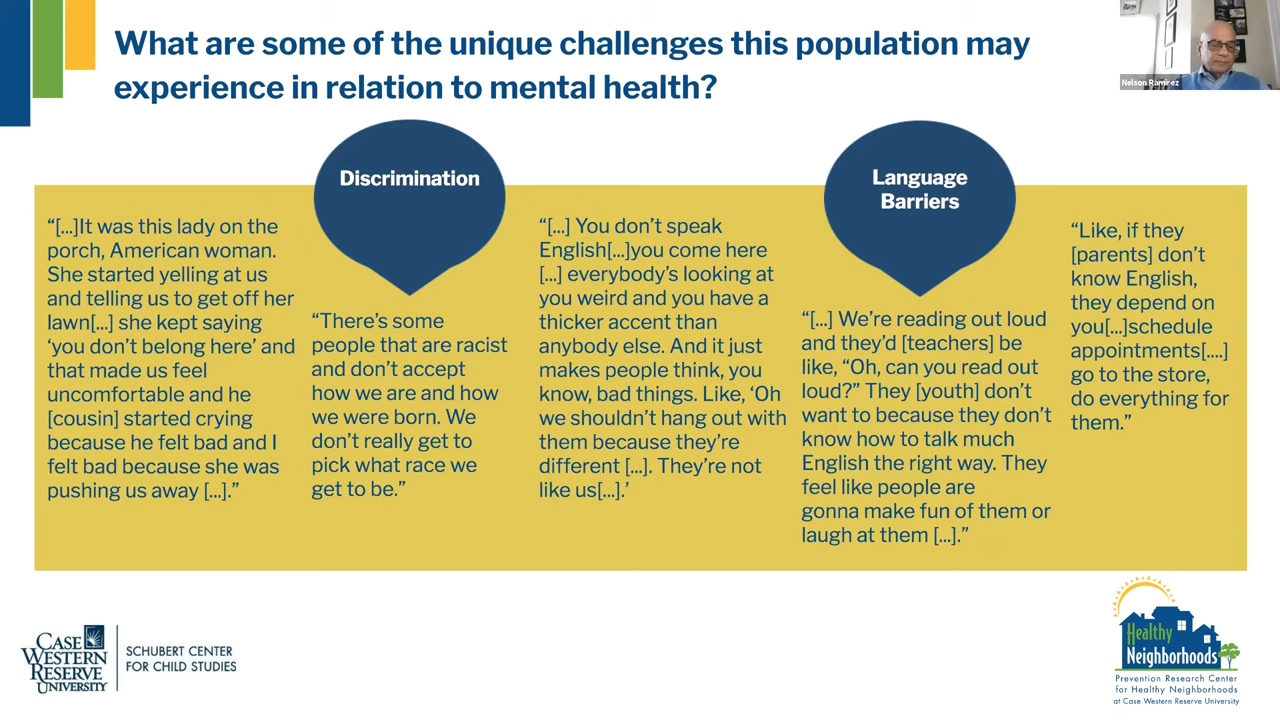 What are some of the unique challenges this population may
experience in relation to mental health?
Nelson Ramirez
Discrimination
Language
Barriers
“[...]It was this lady on the
porch, American woman.
She started yelling at us
and telling us to get off her
lawn[...] she kept saying
‘you don’t belong here’ and
that made us feel
uncomfortable and he
[cousin] started crying
because he felt bad and I
felt bad because she was
pushing us away [...].”
“There’s some
people that are racist
and don’t accept
how we are and how
we were born. We
don’t really get to
pick what race we
get to be.”
“[...] You don’t speak
English[...]you come here
[...] everybody’s looking at
you weird and you have a
thicker accent than
anybody else. And it just
makes people think, you
know, bad things. Like, ‘Oh
we shouldn’t hang out with
them because they’re
different [...]. They’re not
like us[...].’
“[...] We’re reading out loud
and they’d [teachers] be
like, “Oh, can you read out
loud?” They [youth] don’t
want to because they don’t
know how to talk much
English the right way. They
feel like people are
gonna make fun of them or
laugh at them [...].”
“Like, if they
[parents] don’t
know English,
they depend on
you[...]schedule
appointments[....]
go to the store,
do everything for
them.”
CASE
WESTERN
RESERVE
UNIVERSITY
SCHUBERT CENTER
FOR CHILD STUDIES
Healthy
Neighborhoods
Prevention Research Center
for Healthy Neighborhoods
at Case Western Reserve University